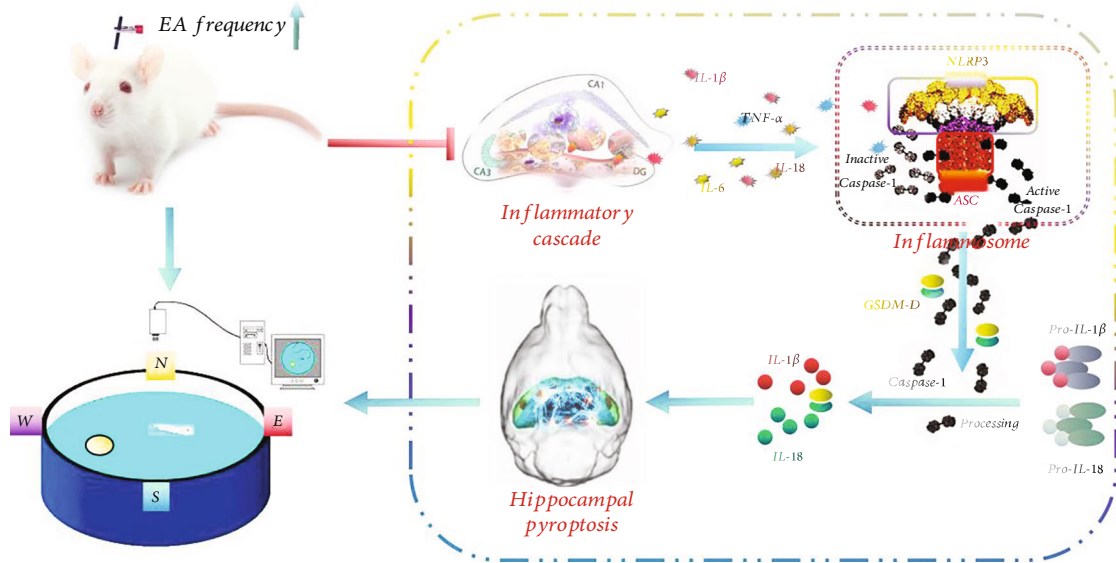 EA frequency
CA1
CA3
DG
Inflammatory
cascade
IL-1β
TNF-α
IL-18
IL-6
NLRP3
Inactive
Caspase-1
ASC
Active
Caspase-1
Inflammosome
GSDM-D
Pro-IL-1β
Caspase-1
Processing
Pro-IL-18
IL-1β
IL-18
Hippocampal
pyroptosis
N
W
E
S